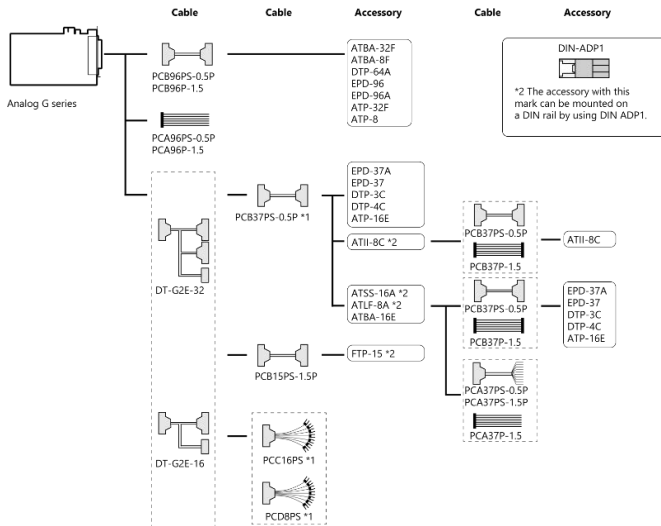 Cable
Cable
Accessory
Cable
Accessory
Analog G series
PCB96PS-0.5P
PCB96P-1.5
ATBA-32F
ATBA-8F
DTP-64A
EPD-96
EPD-96A
ATP-32F
ATP-8
DIN-ADP1
*2 The accessory with this
mark can be mounted on
a DIN rail by using DIN ADP1.
PCA96PS-0.5P
PCA96P-1.5
DT-G2E-32
PCB37PS-0.5P *1
EPD-37A
EPD-37
DTP-3C
DTP-4C
ATP-16E
ATII-8C *2
PCB37PS-0.5P
PCB37P-1.5
ATII-8C
ATSS-16A *2
ATLF-8A *2
ATBA-16E
PCB37PS-0.5P
PCB37P-1.5
EPD-37A
EPD-37
DTP-3C
DTP-4C
ATP-16E
PCB15PS-1.5P
FTP-15 *2
PCA37PS-0.5P
PCA37PS-1.5P
PCA37P-1.5
DT-G2E-16
PCC16PS *1
PCD8PS *1